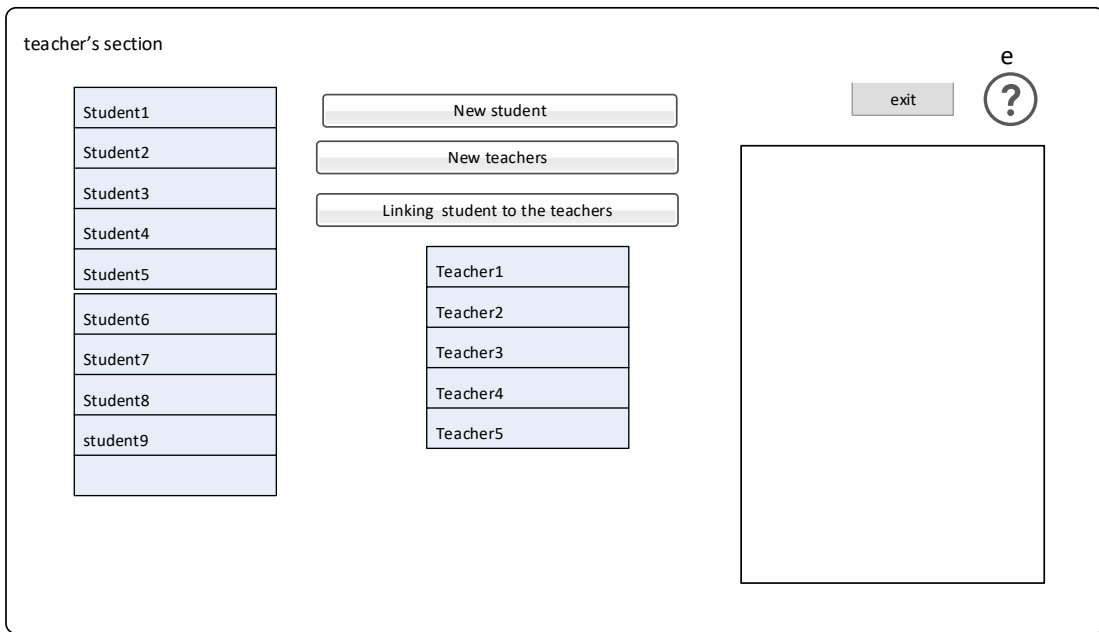 teacher's section
e
?
exit
Student1
Student2
Student3
Student4
Student5
Student6
Student7
Student8
student9
New student
New teachers
Linking student to the teachers
Teacher1
Teacher2
Teacher3
Teacher4
Teacher5